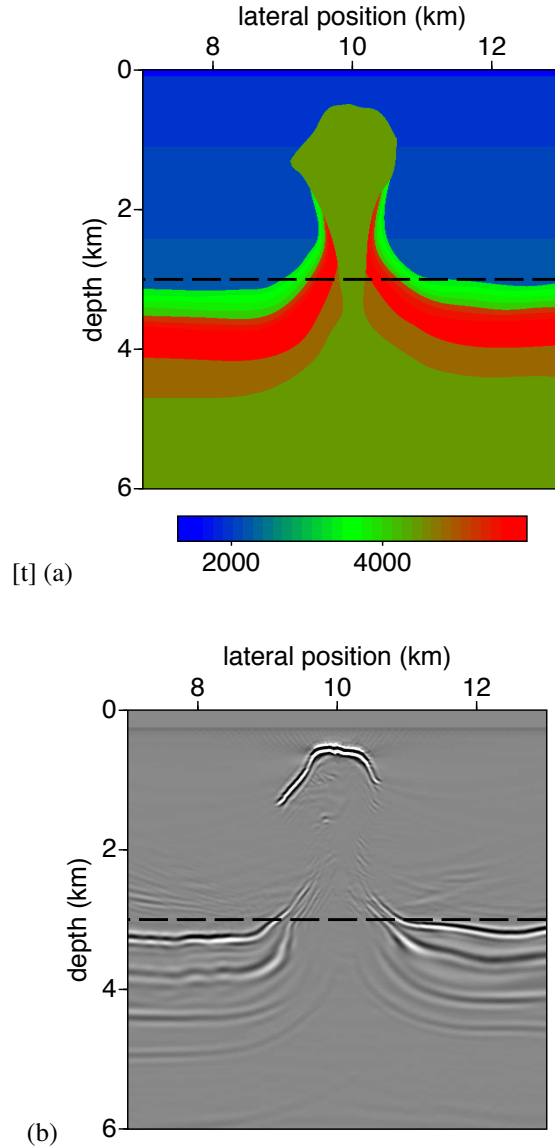 lateral position (km)
8 10 12
0
2
4
6
depth (km)
2000 4000
[t] (a)
lateral position (km)
8 10 12
0
2
4
6
depth (km)
(b)